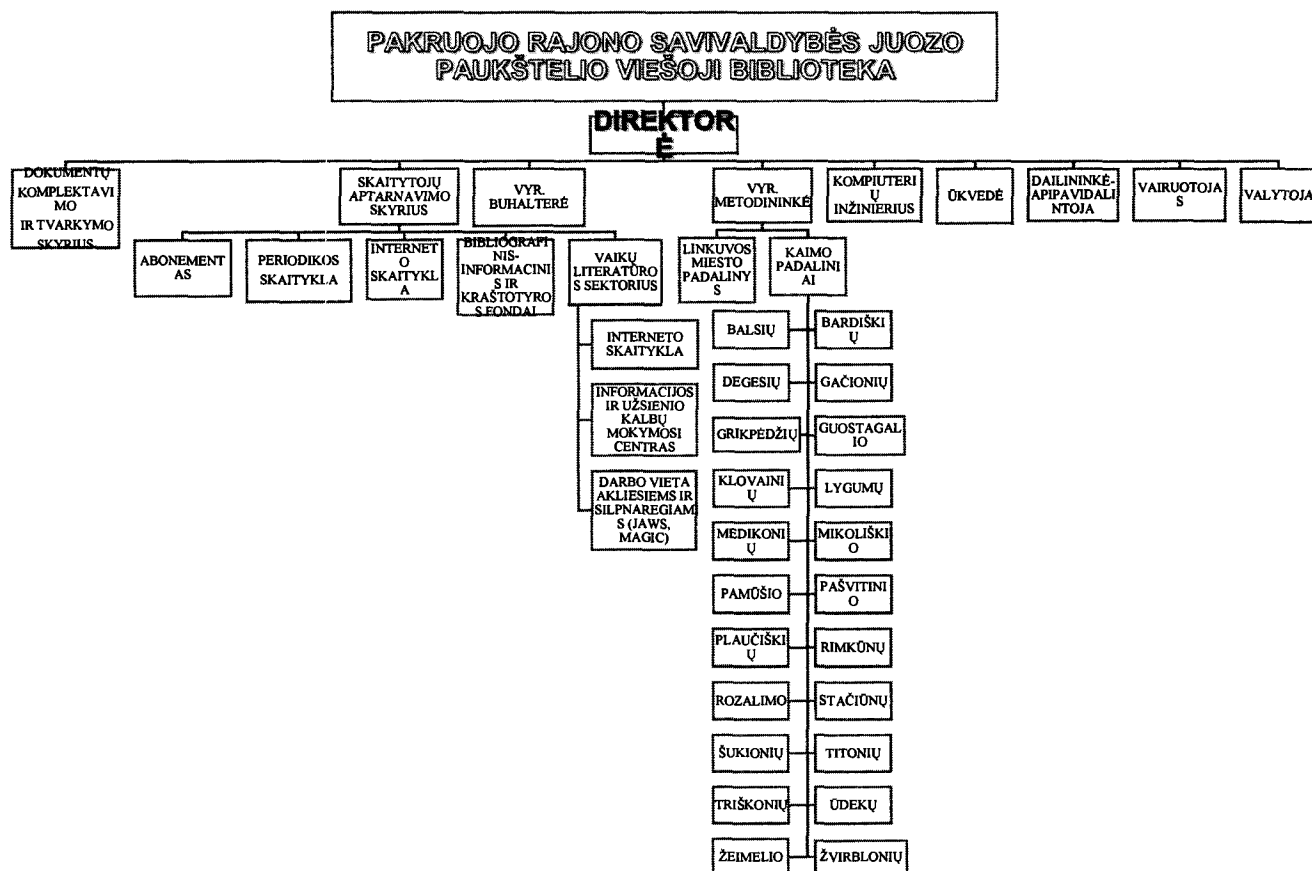 PAKRUOJO RAJONO SAVIVALDYBĖS JUOZO
PAUKŠTELIO VIEŠOJI BIBLIOTEKA
DIREKTOR
Ė
DOKUMENTŲ
KOMPLEKTAVI
MO
IR TVARKYMO
SKYRIUS
SKAITYTOJŲ
APTARNAVIMO
SKYRIUS
VYR.
BUHALTERĖ
VYR.
METODININKĖ
KOMPIUTERI
Ų
INŽINIERIUS
ŪKVEDĖ
DAILININKĖ-
APIPAVIDALI
NTOJA
VAIRUOTOJA
S
VALYTOJA
ABONEMENT
AS
PERIODIKOS
SKAITYKLA
INTERNET
O
SKAITYKL
A
BIBLIOGRAFI
NIS-
INFORMACINI
S IR
KRAŠTOTYRO
S FONDAI
VAIKŲ
LITERATŪRO
S SEKTORIUS
LINKUVOS
MIESTO
PADALINY
S
KAIMO
PADALINI
AI
INTERNETO
SKAITYKLA
INFORMACIJOS
IR UŽSIENIO
KALBŲ
MOKYMOSI
CENTRAS
DARBO VIETA
AKLIESIEMS IR
SILPNAREGIAM
S (JAWS,
MAGIC)
BALSIŲ
BARDIŠKI
Ų
DEGESIŲ
GAČIONIŲ
GRIKPĖDŽIŲ
GUOSTAGAL
IO
KLOVAINI
Ų
LYGUMŲ
MEDIKONI
Ų
MIKOLIŠKI
O
PAMŪŠIO
PAŠVITINI
O
PLAUČIŠKI
Ų
RIMKŪNŲ
ROZALIMO
STAČIŪNŲ
ŠUKIONIŲ
TITONIŲ
TRIŠKONIŲ
ŪDEKŲ
ŽEIMELIO
ŽVIRBLONIŲ